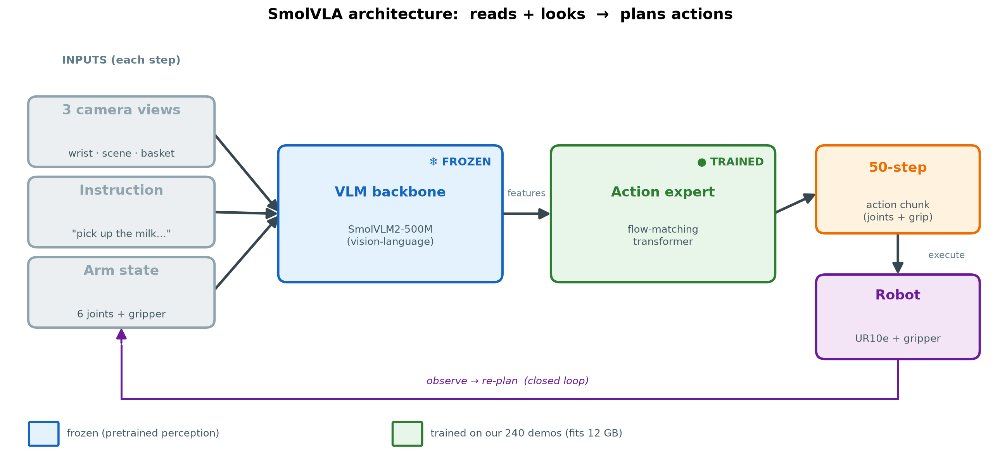 SmolVLA architecture:  reads + looks  →  plans actions
INPUTS (each step)
3 camera views
wrist · scene · basket
Instruction
"pick up the milk…"
Arm state
6 joints + gripper
❄ FROZEN
VLM backbone
SmolVLM2-500M
(vision-language)
features
● TRAINED
Action expert
flow-matching
transformer
50-step
action chunk
(joints + grip)
execute
Robot
UR10e + gripper
observe → re-plan  (closed loop)
frozen (pretrained perception)
trained on our 240 demos (fits 12 GB)